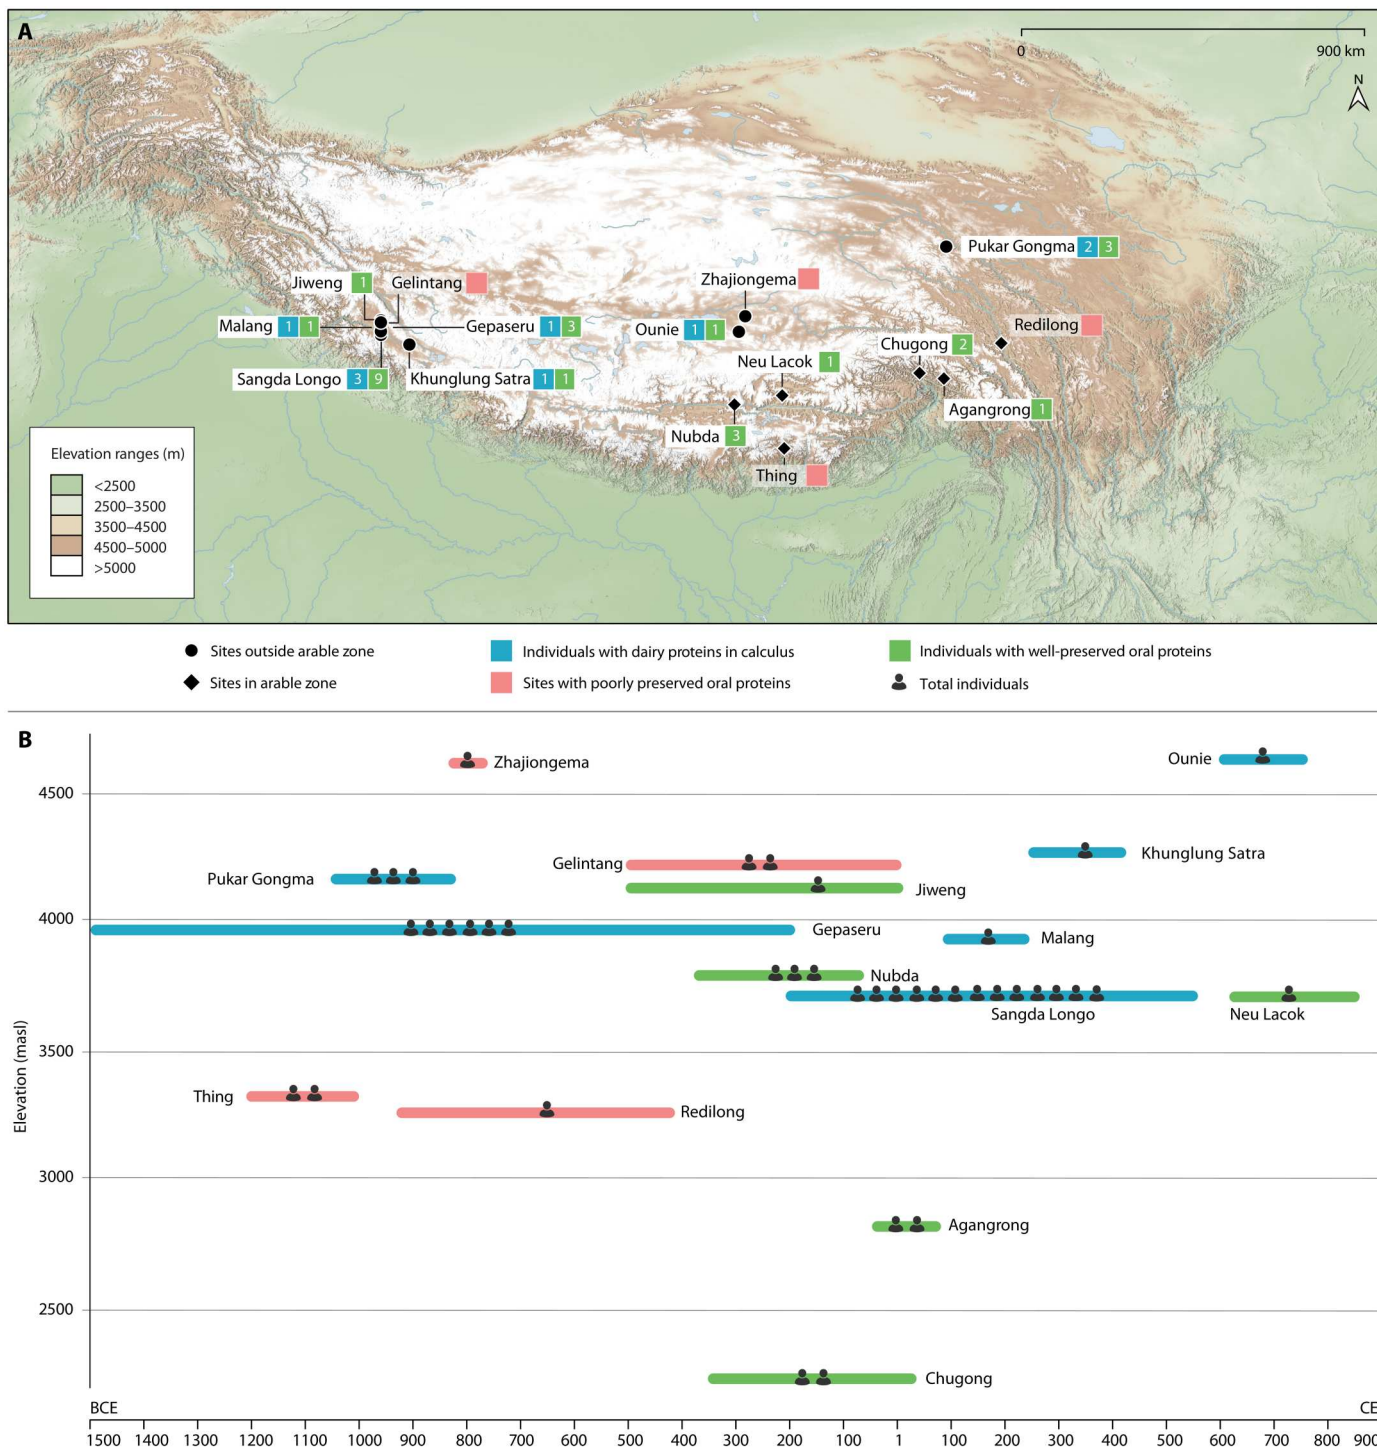 A
0 900 km
N
Pukar Gongma 2 3
Jiweng 1 Gelintang
Zhajiongema
Malang 1 1
Gepaseru 1 3
Ounie 1 1
Redilong
Chugong 2
Neu Lacok 1
Sangda Longo 3 9
Khunglung Satra 1 1
Agangrong 1
Nubda 3
Thing
Elevation ranges (m)
<2500
2500–3500
3500–4500
4500–5000
>5000
Sites outside arable zone
Individuals with dairy proteins in calculus
Individuals with well-preserved oral proteins
Sites in arable zone
Sites with poorly preserved oral proteins
Total individuals
B
Zhajiongema
Ounie
4500
Khunglung Satra
Gelintang
Pukar Gongma
Jiweng
4000
Gepaseru
Malang
Nubda
Sangda Longo
Neu Lacok
3500
Elevation (masl)
Thing
Redilong
3000
Agangrong
2500
Chugong
BCE CE
1500 1400 1300 1200 1100 1000 900 800 700 600 500 400 300 200 100 1 100 200 300 400 500 600 700 800 900